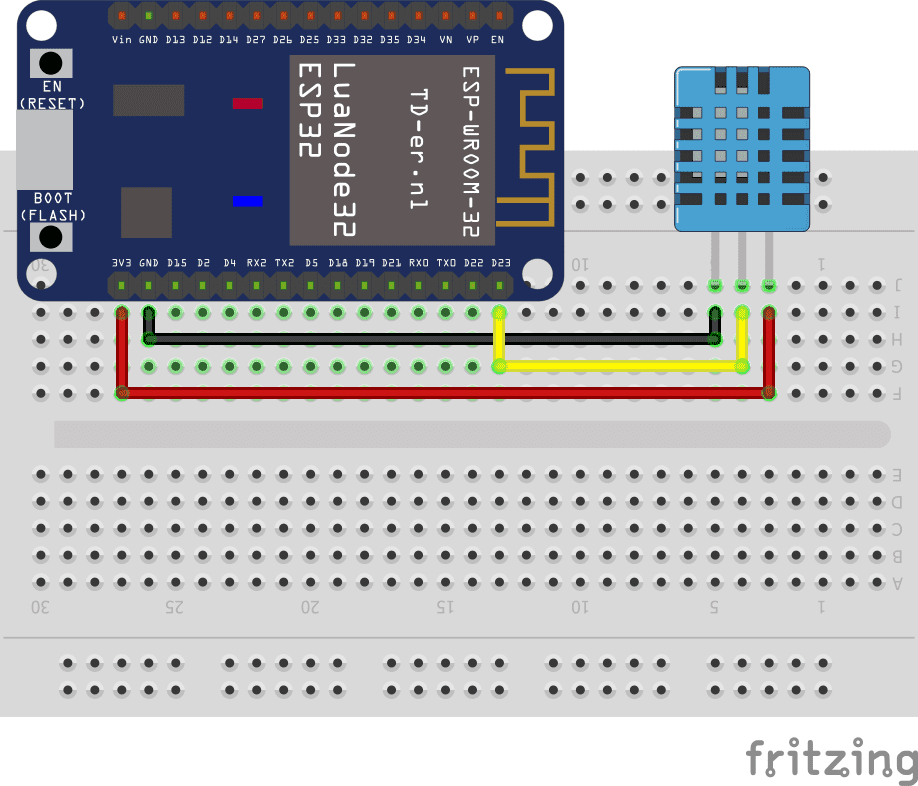 Vin GND D13 D12 D14 D27 D26 D25 D33 D32 D35 D34 VN VP EN
EN
(RESET)
BOOT
(FLASH)
LuaNode32
ESP32
TD-er.nl
ESP-WROOM-32
3V3 GND D15 D2 D4 RX2 TX2 D5 D18 D19 D21 RX0 TX0 D22 D23
30 10 5 1
J
I
H
G
F
E
D
C
B
A
30 25 20 15 10 5 1
fritzing